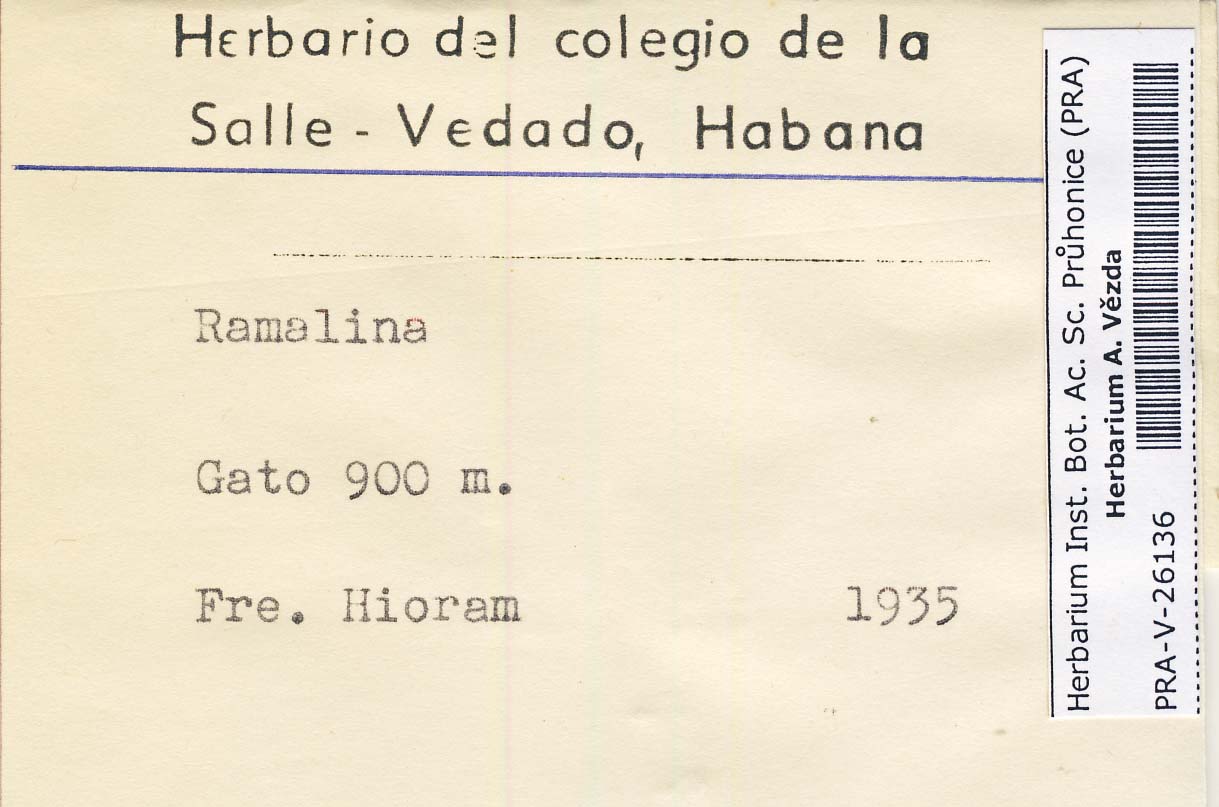 Herbario del colegio de la
Salle - Vedado, Habana
Ramalina
Gato 900 m.
Fre. Hioram 1935
Herbarium Inst. Bot. Ac. Sc. Průhonice (PRA)
Herbarium A. Vězda
PRA-V-26136